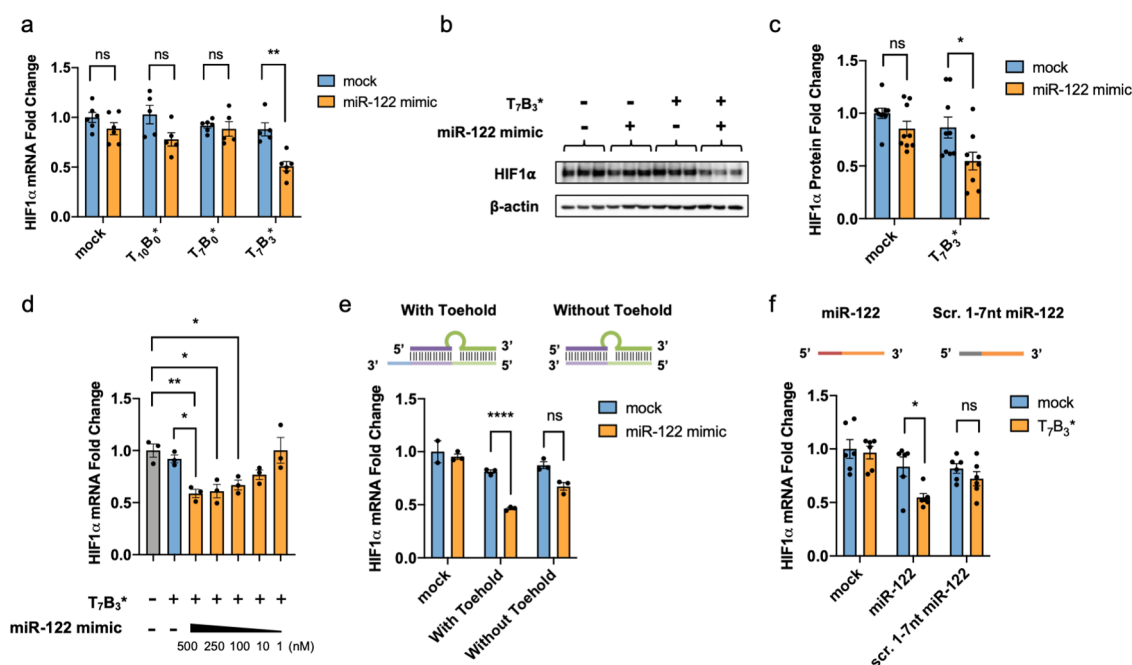 a
HIF1α mRNA Fold Change
1.5
1.0
0.5
0.0
ns
ns
ns
**
mock
T10B0*
T7B0*
T7B3*
mock
miR-122 mimic
b
T7B3* - - + +
miR-122 mimic - + - +
HIF1α
β-actin
c
HIF1α Protein Fold Change
1.5
1.0
0.5
0.0
ns
*
mock
T7B3*
mock
miR-122 mimic
d
HIF1α mRNA Fold Change
1.5
1.0
0.5
0.0
*
*
**
*
T7B3* - + + + + + +
miR-122 mimic - -
500 250 100 10 1 (nM)
e
With Toehold
Without Toehold
5’ 3’
3’ 5’
5’ 3’
3’ 5’
HIF1α mRNA Fold Change
1.5
1.0
0.5
0.0
****
ns
mock
With Toehold
Without Toehold
mock
miR-122 mimic
f
miR-122
Scr. 1-7nt miR-122
5’ 3’
5’ 3’
HIF1α mRNA Fold Change
1.5
1.0
0.5
0.0
*
ns
mock
miR-122
scr. 1-7nt miR-122
mock
T7B3*